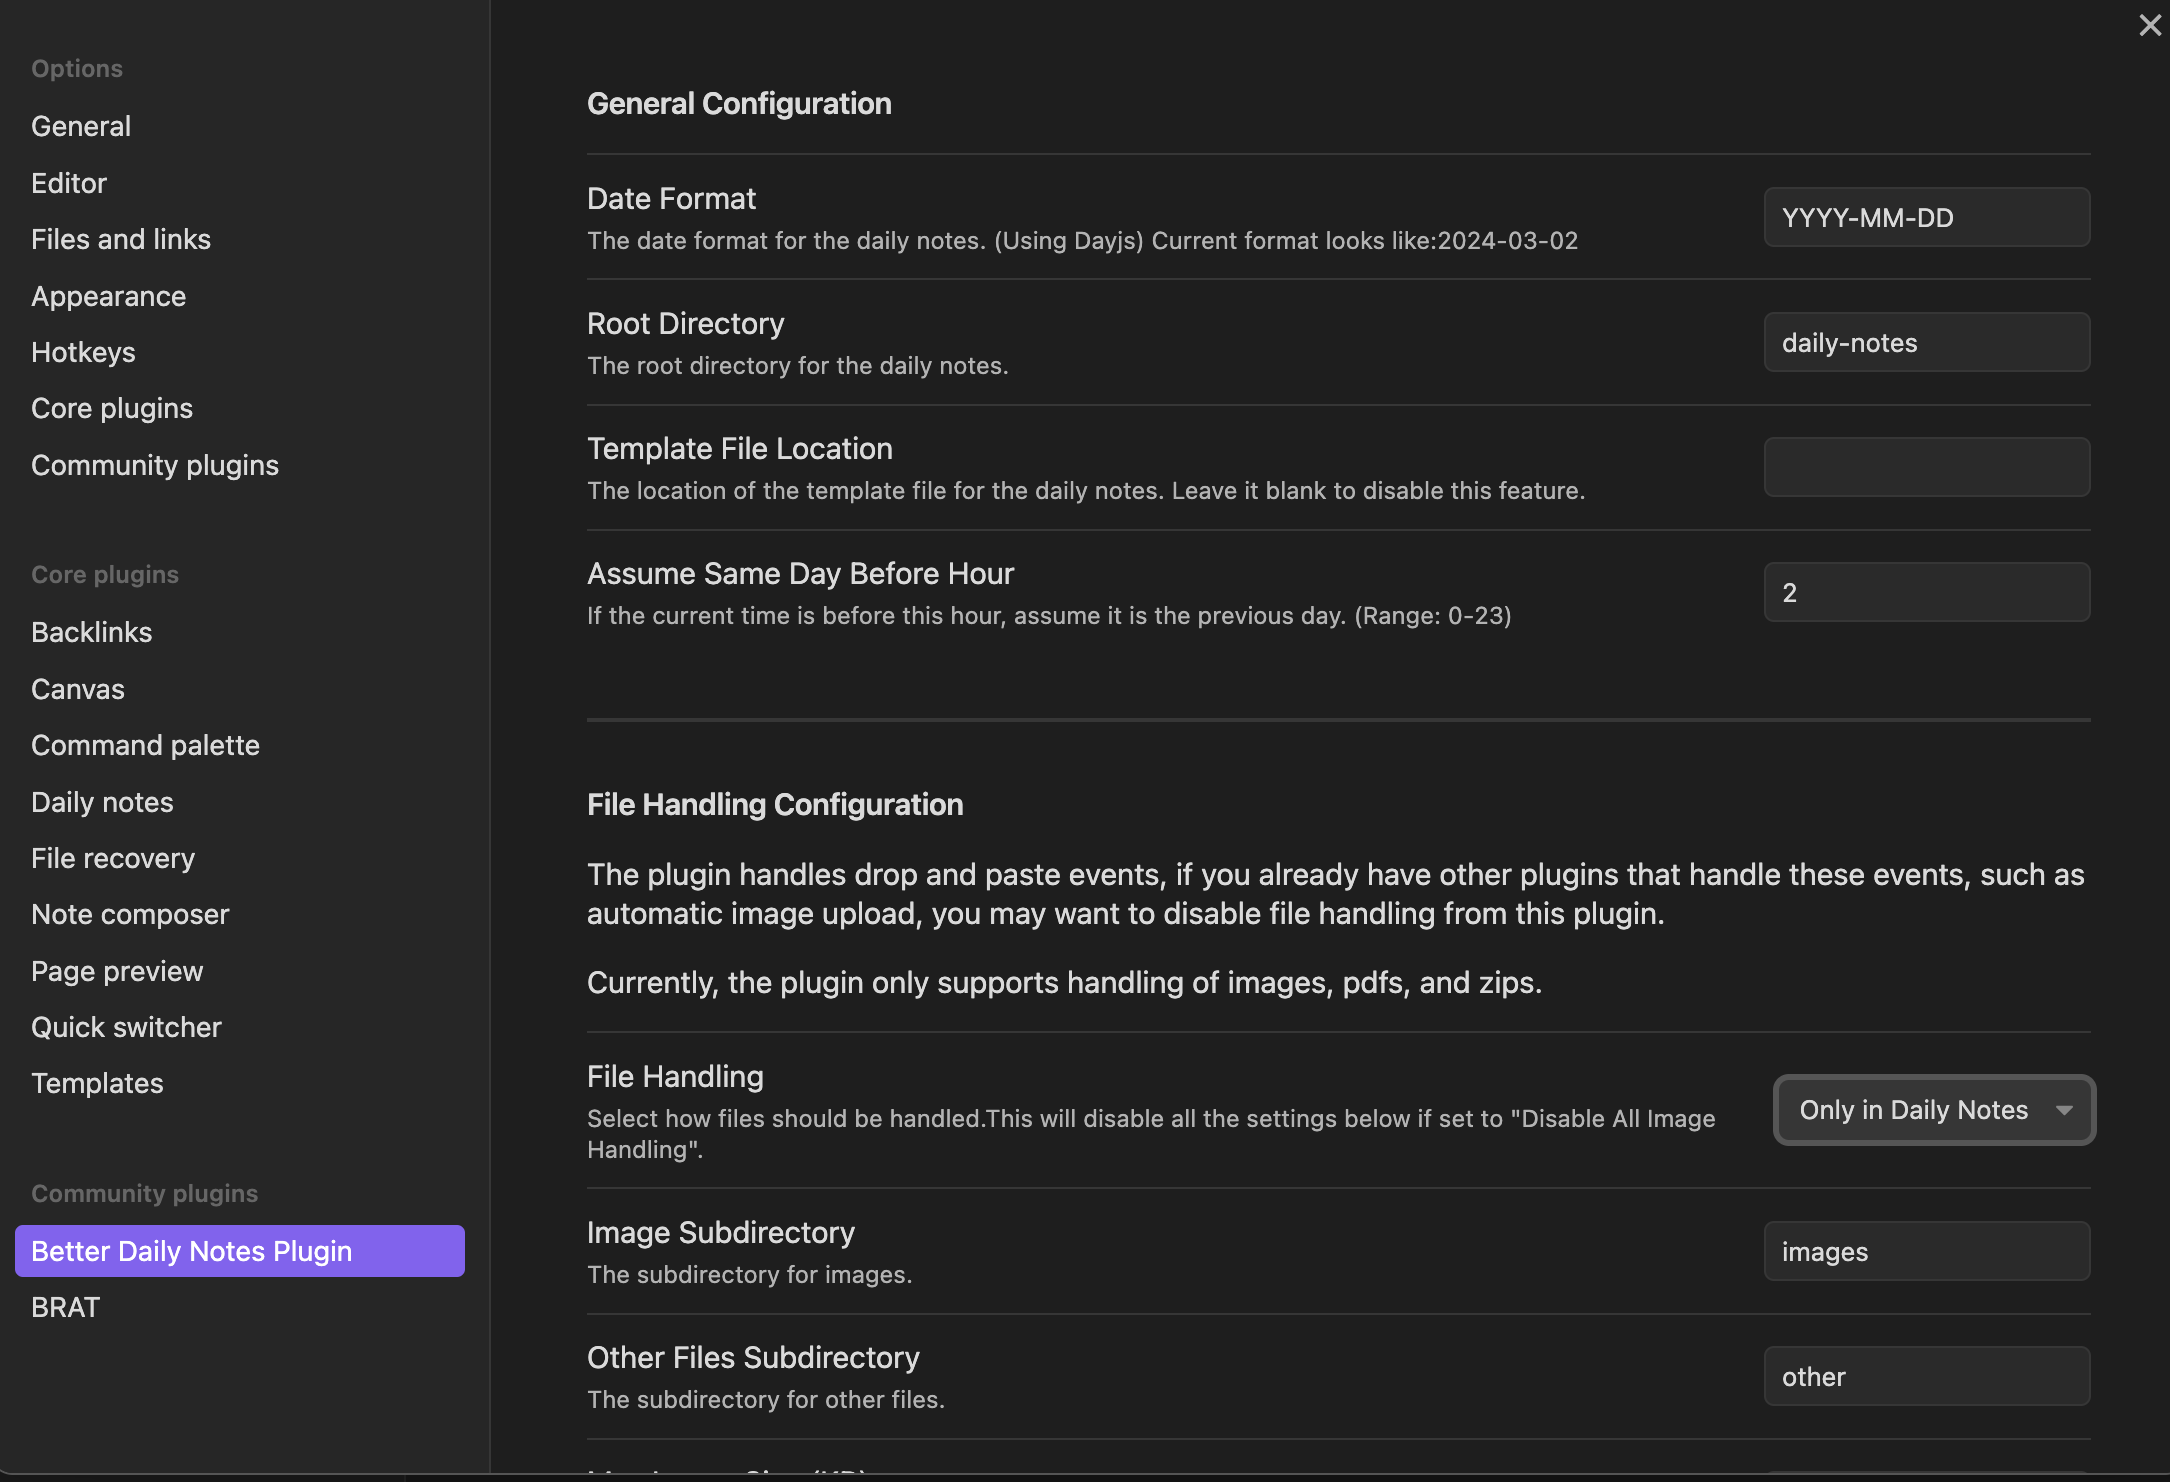 Options
General
Editor
Files and links
Appearance
Hotkeys
Core plugins
Community plugins
Core plugins
Backlinks
Canvas
Command palette
Daily notes
File recovery
Note composer
Page preview
Quick switcher
Templates
Community plugins
Better Daily Notes Plugin
BRAT
General Configuration
Date Format
The date format for the daily notes. (Using Dayjs) Current format looks like:2024-03-02
YYYY-MM-DD
Root Directory
The root directory for the daily notes.
daily-notes
Template File Location
The location of the template file for the daily notes. Leave it blank to disable this feature.
Assume Same Day Before Hour
If the current time is before this hour, assume it is the previous day. (Range: 0-23)
2
File Handling Configuration
The plugin handles drop and paste events, if you already have other plugins that handle these events, such as
automatic image upload, you may want to disable file handling from this plugin.
Currently, the plugin only supports handling of images, pdfs, and zips.
File Handling
Select how files should be handled.This will disable all the settings below if set to "Disable All Image
Handling".
Only in Daily Notes
Image Subdirectory
The subdirectory for images.
images
Other Files Subdirectory
The subdirectory for other files.
other